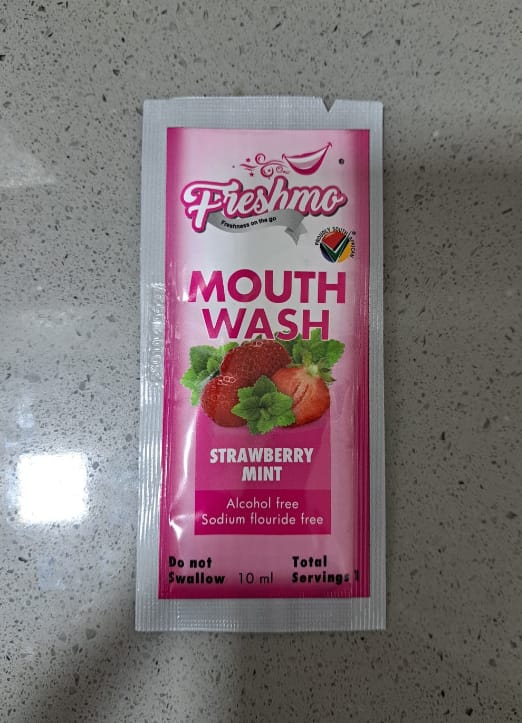 Freshmo
®
Freshness on the go
PROUDLY SOUTH AFRICAN
®
MOUTH
WASH
STRAWBERRY
MINT
Alcohol free
Sodium flouride free
Do not
Swallow
10 ml
Total
Servings 1